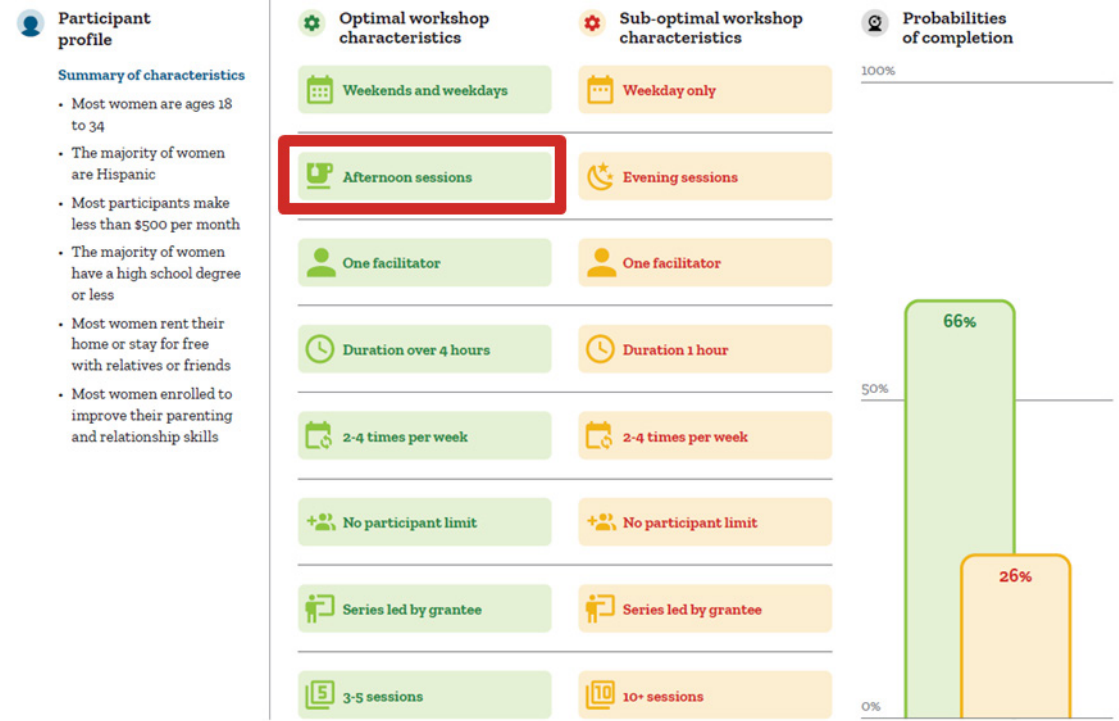 Participant
profile
Summary of characteristics
• Most women are ages 18
to 34
• The majority of women
are Hispanic
• Most participants make
less than $500 per month
• The majority of women
have a high school degree
or less
• Most women rent their
home or stay for free
with relatives or friends
• Most women enrolled to
improve their parenting
and relationship skills
Optimal workshop
characteristics
Weekends and weekdays
Afternoon sessions
One facilitator
Duration over 4 hours
2-4 times per week
No participant limit
Series led by grantee
5
3-5 sessions
Sub-optimal workshop
characteristics
Weekday only
Evening sessions
One facilitator
Duration 1 hour
2-4 times per week
No participant limit
Series led by grantee
10
10+ sessions
Probabilities
of completion
100%
66%
50%
26%
0%